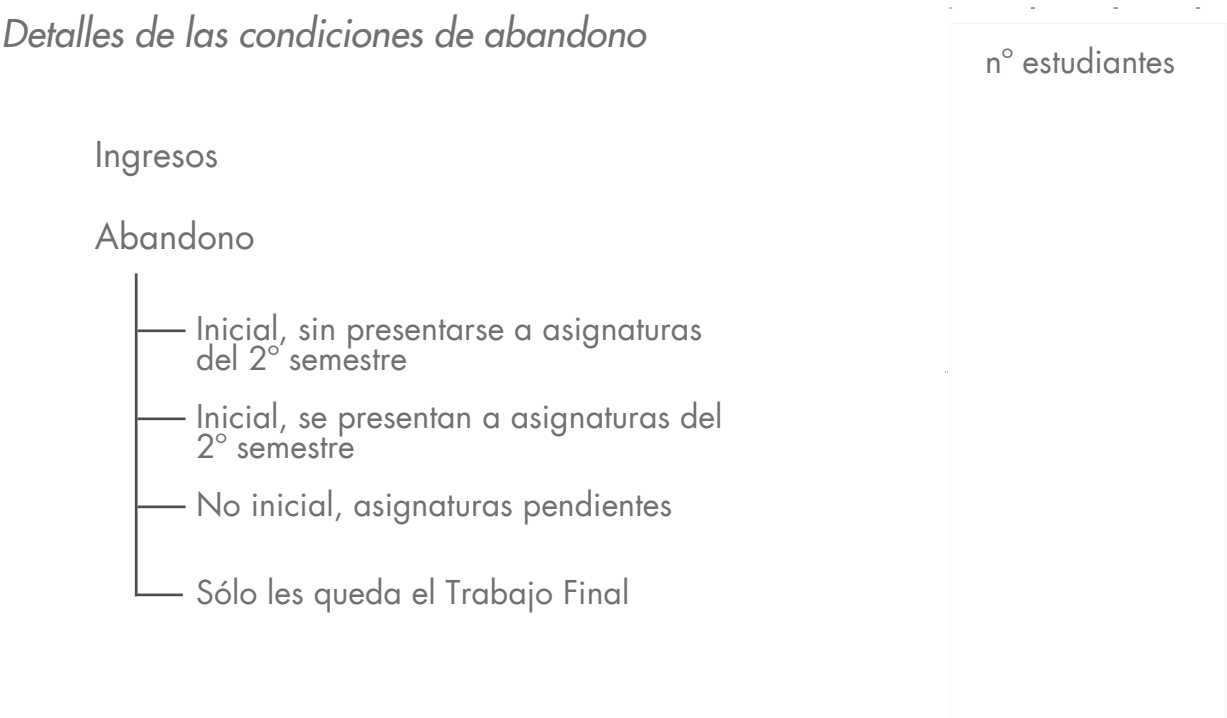 Detalles de las condiciones de abandono
nº estudiantes
Ingresos
Abandono
Inicial, sin presentarse a asignaturas
del 2º semestre
Inicial, se presentan a asignaturas del
2º semestre
No inicial, asignaturas pendientes
Sólo les queda el Trabajo Final